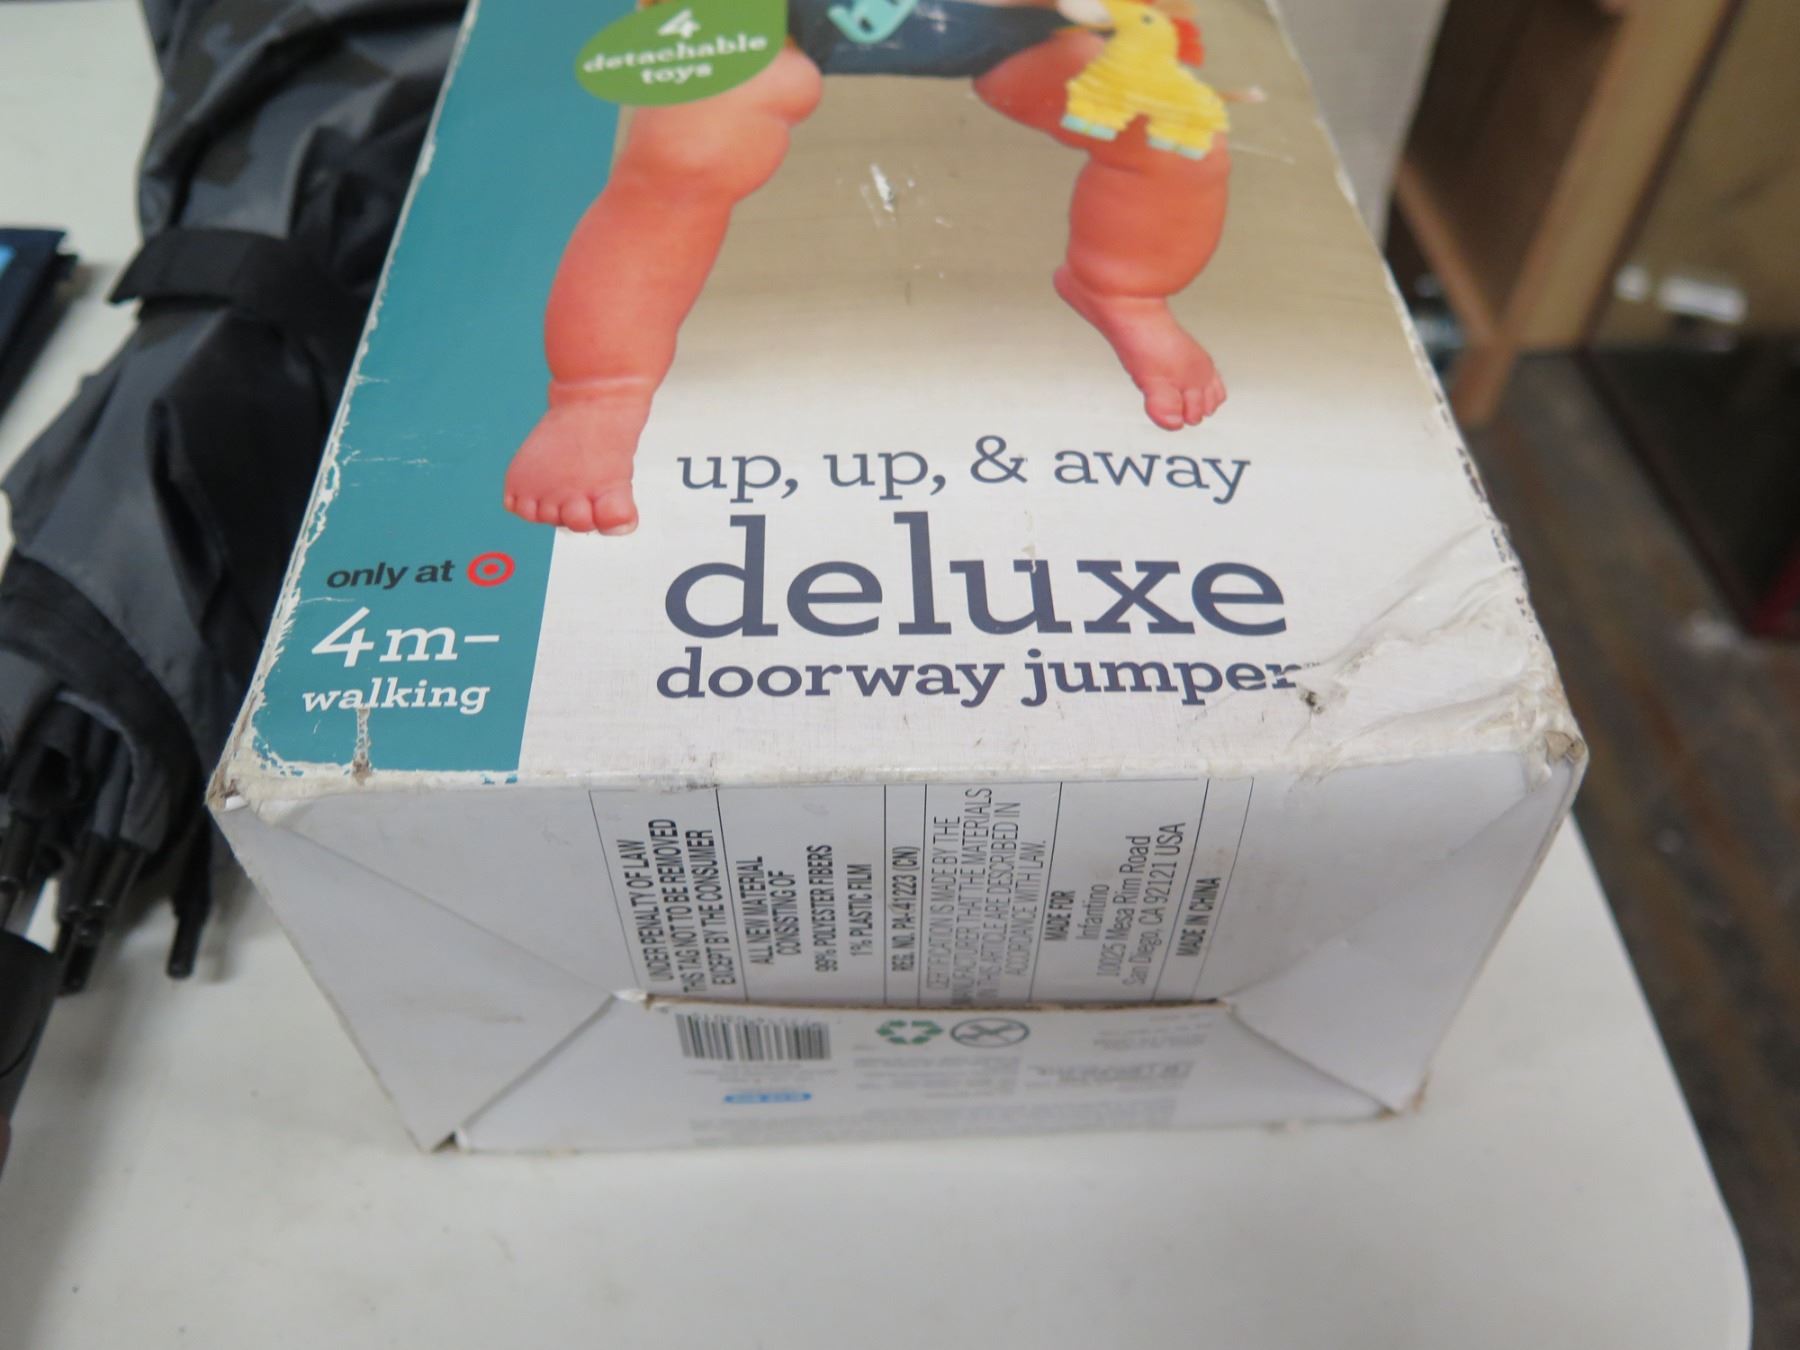 4
detachable
toys
up, up, & away
deluxe
doorway jumper
only at
4m-
walking
UNDER PENALTY OF LAW
THIS TAG NOT TO BE REMOVED
EXCEPT BY THE CONSUMER
ALL NEW MATERIAL
CONSISTING OF
99% POLYESTER FIBERS
1% PLASTIC FILM
REG. NO. PA-41223 (CN)
CERTIFICATION IS MADE BY THE
MANUFACTURER THAT THE MATERIALS
IN THIS ARTICLE ARE DESCRIBED IN
ACCORDANCE WITH LAW.
MADE FOR
Infantino
10025 Mesa Rim Road
San Diego, CA 92121 USA
MADE IN CHINA